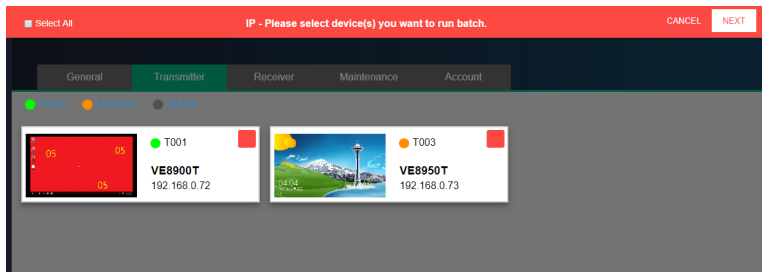 Select All
IP - Please select device(s) you want to run batch.
CANCEL
NEXT
General
Transmitter
Receiver
Maintenance
Account
05
05
05
T001
VE8900T
192.168.0.72
04:04
T003
VE8950T
192.168.0.73